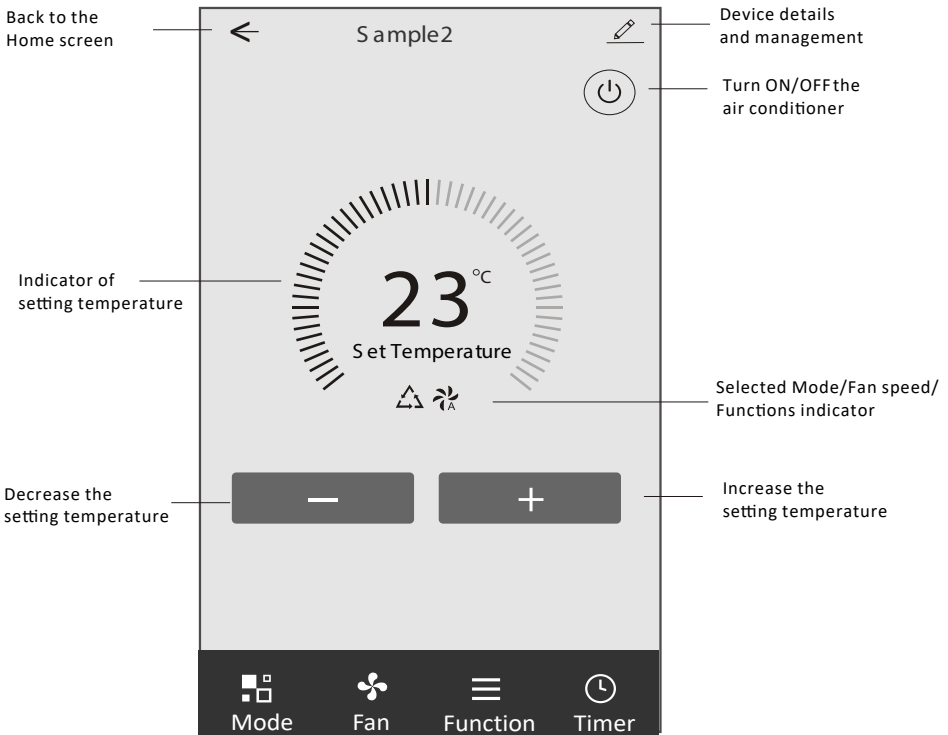 Back to the
Home screen
Sample2
Device details
and management
Turn ON/OFF the
air conditioner
Indicator of
setting temperature
23°C
Set Temperature
A
Selected Mode/Fan speed/
Functions indicator
Decrease the
setting temperature
Increase the
setting temperature
Mode Fan Function Timer